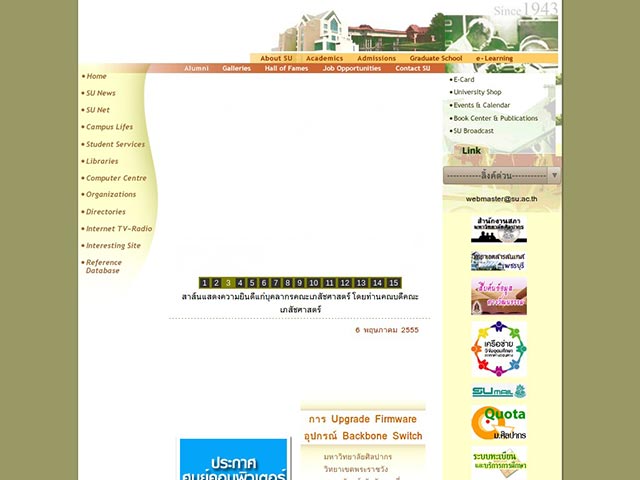 Since 1943
About SU Academics Admissions Graduate School e-Learning
Alumni Galleries Hall of Fames Job Opportunities Contact SU
Home
SU News
SU Net
Campus Lifes
Student Services
Libraries
Computer Centre
Organizations
Directories
Internet TV-Radio
Interesting Site
Reference
Database
1 2 3 4 5 6 7 8 9 10 11 12 13 14 15
สาส์นแสดงความยินดีแก่บุคลากรคณะเภสัชศาสตร์ โดยท่านคณบดีคณะ
เภสัชศาสตร์
6 พฤษภาคม 2555
ประกาศ
ศูนย์คอมพิวเตอร์
การ Upgrade Firmware
อุปกรณ์ Backbone Switch
มหาวิทยาลัยศิลปากร
วิทยาเขตพระราชวัง
E-Card
University Shop
Events & Calendar
Book Center & Publications
SU Broadcast
Link
-----------ลิ้งค์ด่วน-----------
webmaster@su.ac.th
สำนักงานสภา
มหาวิทยาลัยศิลปากร
เพชรบุรี
สืบค้นข้อมูล
เครือข่าย
SU MAIL
Quota
ม.ศิลปากร
ระบบทะเบียน
และบริการการศึกษา